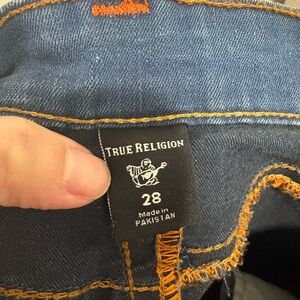 TRUE RELIGION
28
Made in
PAKISTAN